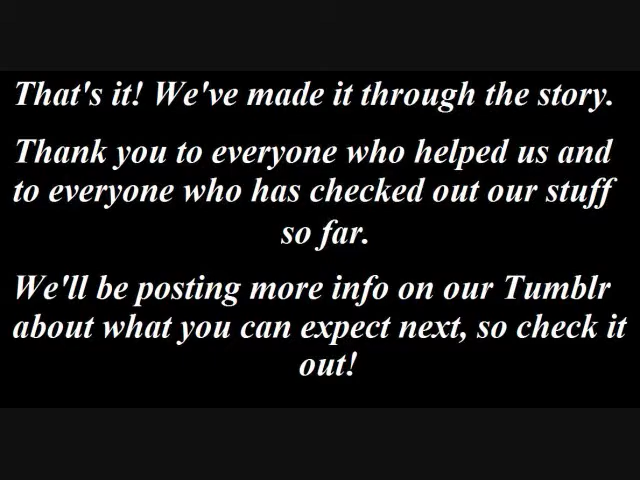 That's it! We've made it through the story.
Thank you to everyone who helped us and
to everyone who has checked out our stuff
so far.
We'll be posting more info on our Tumblr
about what you can expect next, so check it
out!